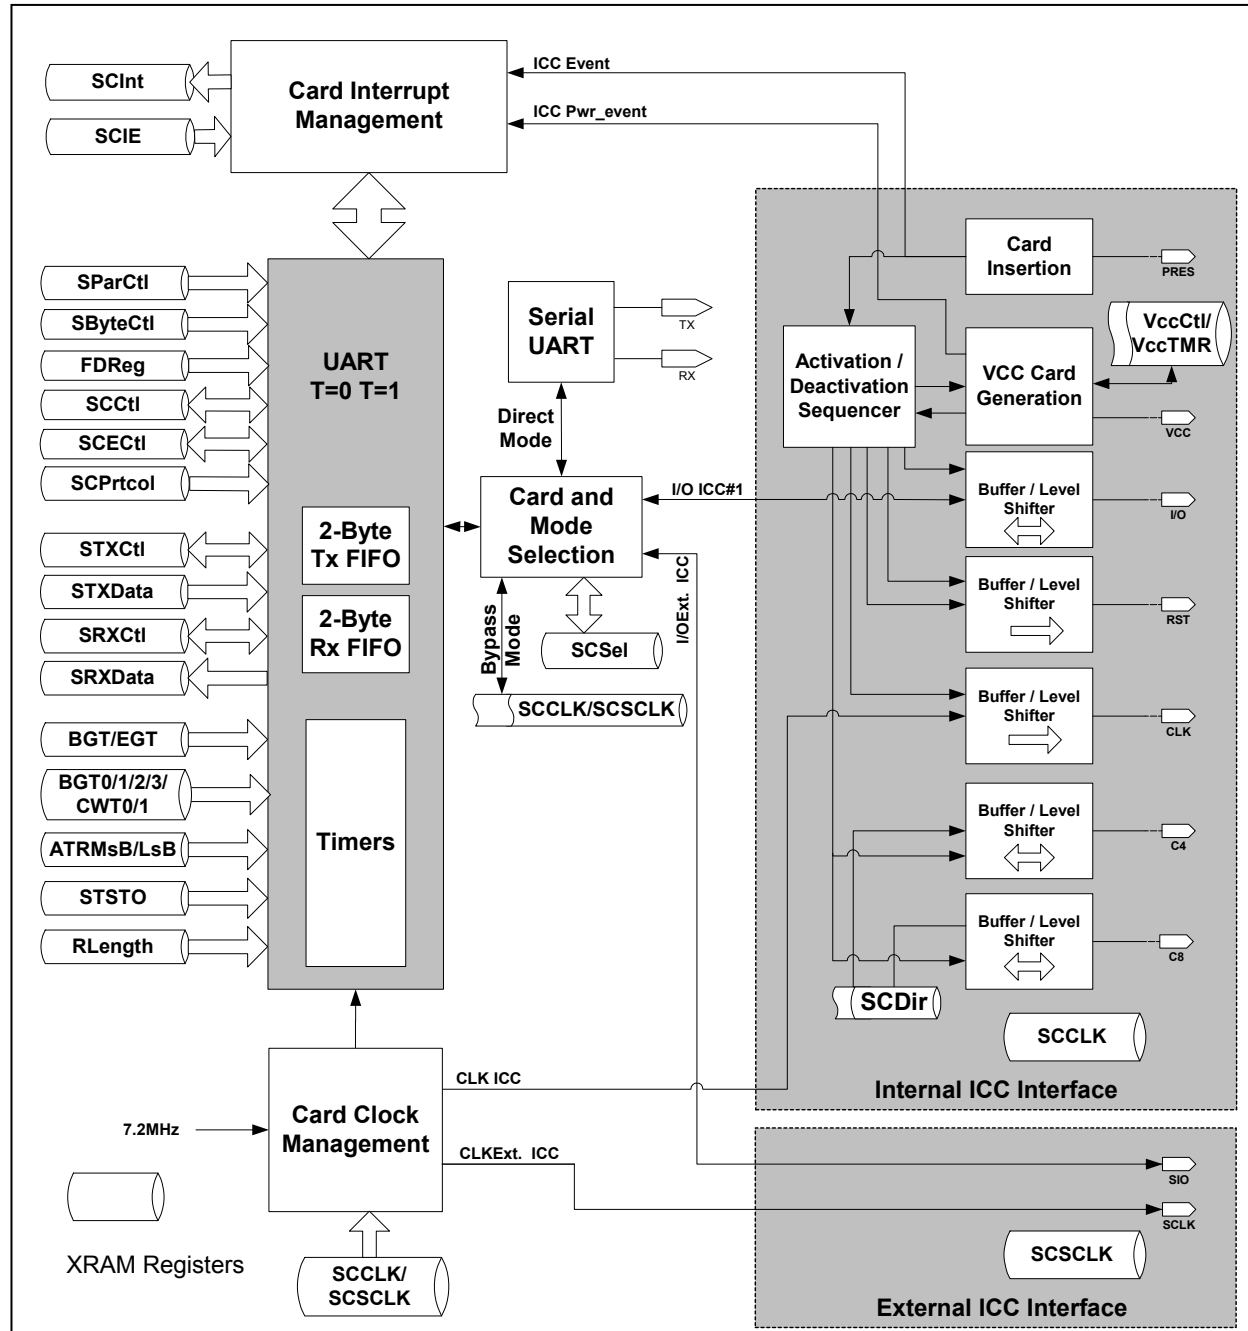 SCInt
SCIE
Card Interrupt
Management
ICC Event
ICC Pwr_event
SParCtl
SByteCtl
FDReg
SCCtl
SCECtl
SCPrtcol
STXCtl
STXData
SRXCtl
SRXData
BGT/EGT
BGT0/1/2/3/
CWT0/1
ATRMsB/LsB
STSTO
RLength
UART
T=0 T=1
2-Byte
Tx FIFO
2-Byte
Rx FIFO
Timers
Serial
UART
TX
RX
Direct
Mode
Card and
Mode
Selection
Bypass
Mode
SCSel
SCCLK/SCSCLK
I/O ICC#1
I/OExt. ICC
Card
Insertion
PRES
Activation /
Deactivation
Sequencer
VCC Card
Generation
VccCtl/
VccTMR
VCC
Buffer / Level
Shifter
I/O
Buffer / Level
Shifter
RST
Buffer / Level
Shifter
CLK
Buffer / Level
Shifter
C4
Buffer / Level
Shifter
C8
SCDir
SCCLK
Internal ICC Interface
7.2MHz
Card Clock
Management
CLK ICC
CLKExt. ICC
SCCLK/
SCSCLK
XRAM Registers
SIO
SCLK
SCSCLK
External ICC Interface